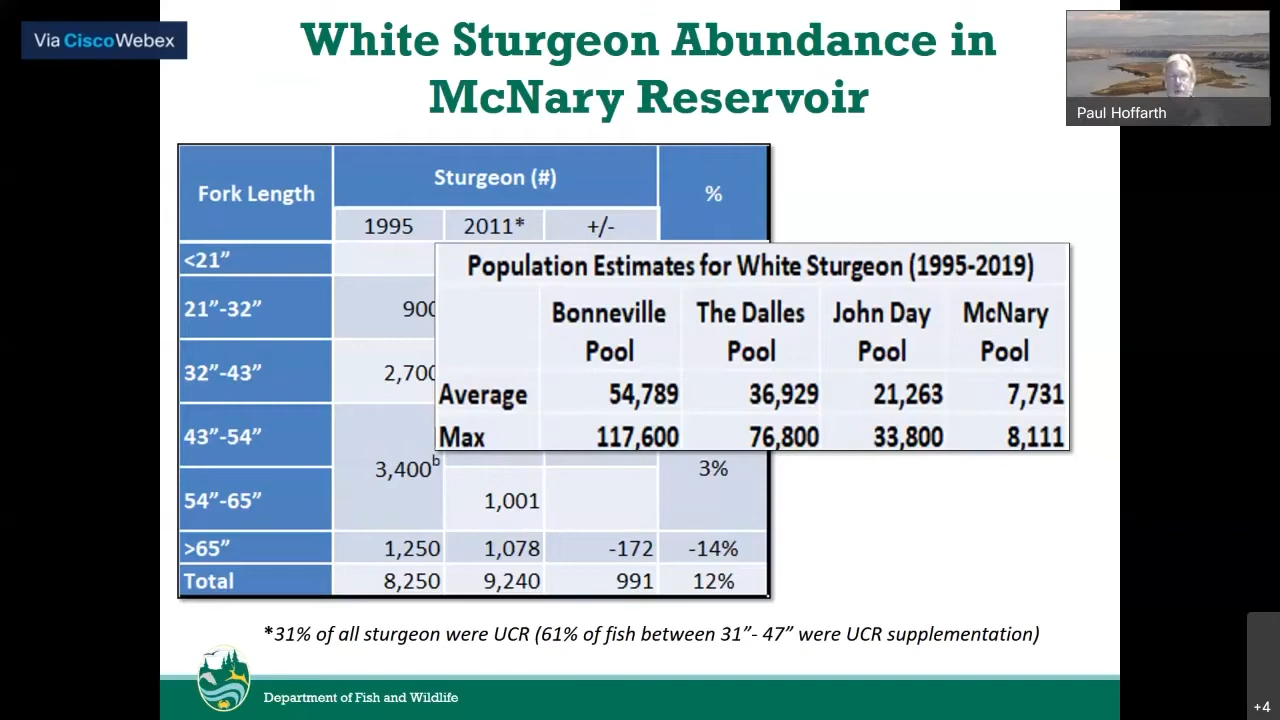 Via Cisco Webex
White Sturgeon Abundance in
McNary Reservoir
Paul Hoffarth
Fork Length
Sturgeon (#)
%
1995 2011* +/-
<21”
21”-32” 900
32”-43” 2,700
43”-54”
3,400ᵇ 3%
54”-65” 1,001
>65” 1,250 1,078 -172 -14%
Total 8,250 9,240 991 12%
Population Estimates for White Sturgeon (1995-2019)
Bonneville Pool The Dalles Pool John Day Pool McNary Pool
Average 54,789 36,929 21,263 7,731
Max 117,600 76,800 33,800 8,111
*31% of all sturgeon were UCR (61% of fish between 31”- 47” were UCR supplementation)
Department of Fish and Wildlife
+4